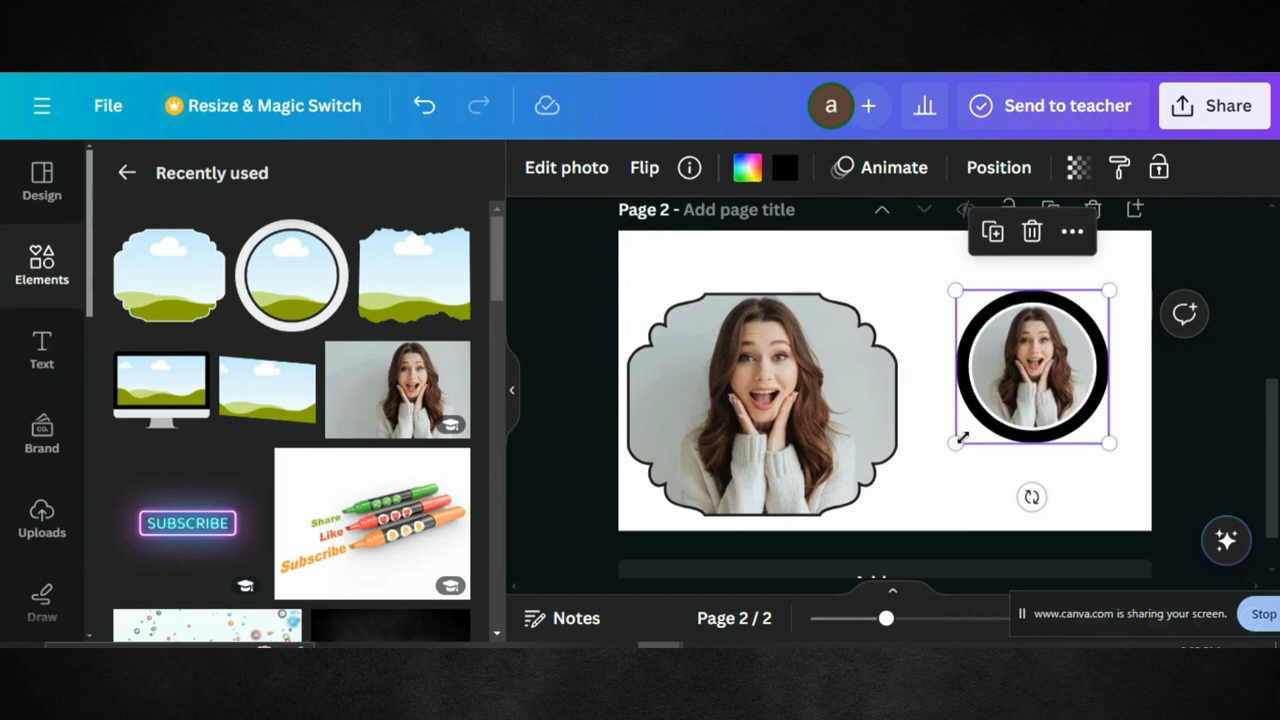 File
Resize & Magic Switch
a
Send to teacher
Share
Design
Elements
Text
Brand
CO.
Uploads
Draw
Recently used
SUBSCRIBE
Share
Like
Subscribe
Edit photo
Flip
Animate
Position
Page 2 - Add page title
Notes
Page 2 / 2
www.canva.com is sharing your screen.
Stop